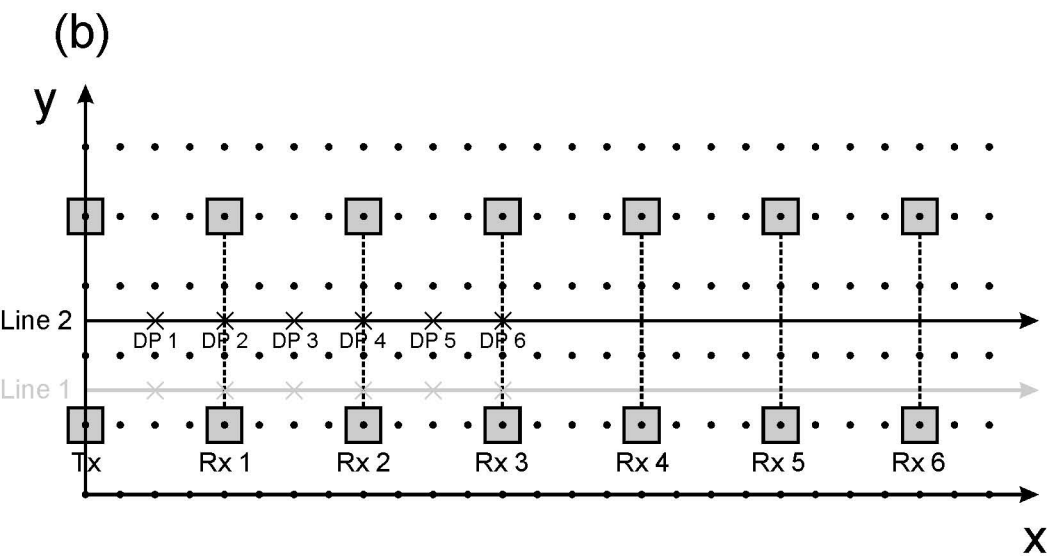 (b)
y
Line 2
DP 1 DP 2 DP 3 DP 4 DP 5 DP 6
Line 1
Tx Rx 1 Rx 2 Rx 3 Rx 4 Rx 5 Rx 6
x